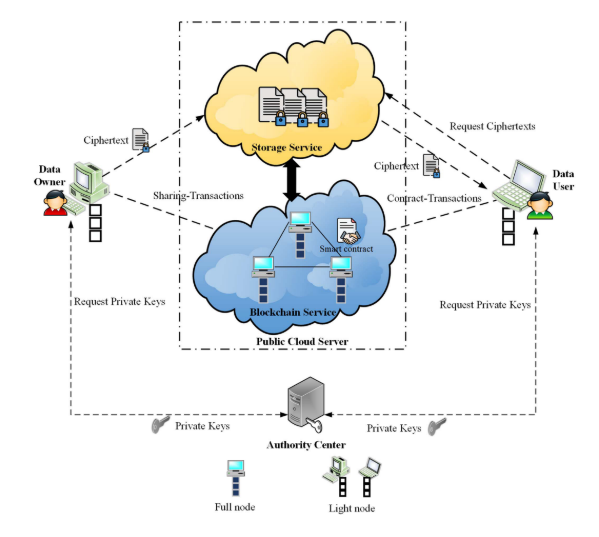 Storage Service
Request Ciphertexts
Ciphertext
Ciphertext
Data
Owner
Data
User
Sharing-Transactions
Contract-Transactions
Smart contract
Request Private Keys
Request Private Keys
Blockchain Service
Public Cloud Server
Private Keys
Private Keys
Authority Center
Full node
Light node